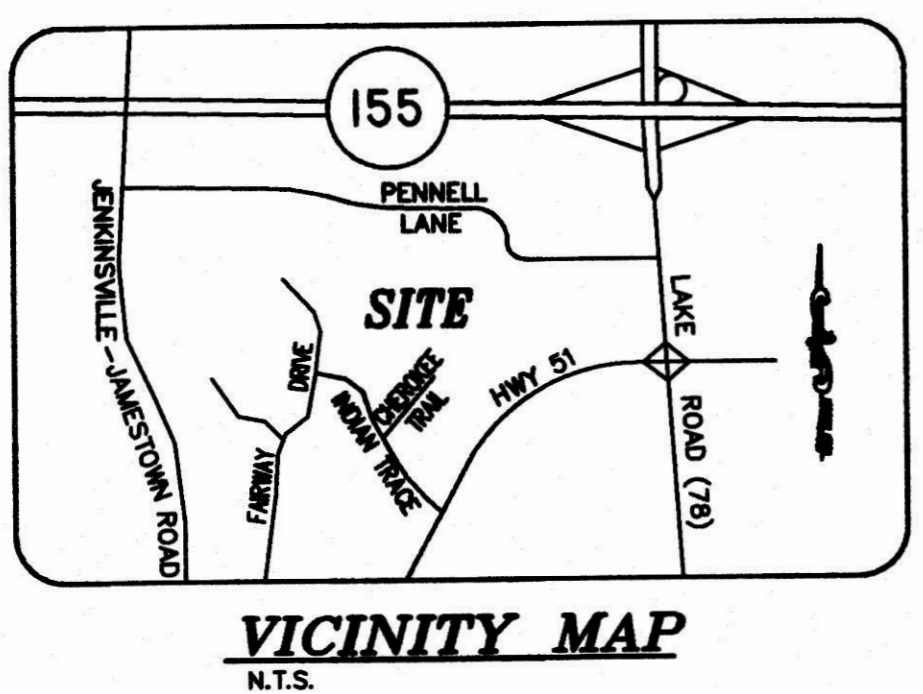 155
PENNELL
LANE
JENKINSVILLE - JAMESTOWN ROAD
SITE
LAKE
ROAD (78)
HWY 51
CHEROKEE
TRAIL
INDIAN TRACE
FAIRWAY
DRIVE
VICINITY MAP
N.T.S.